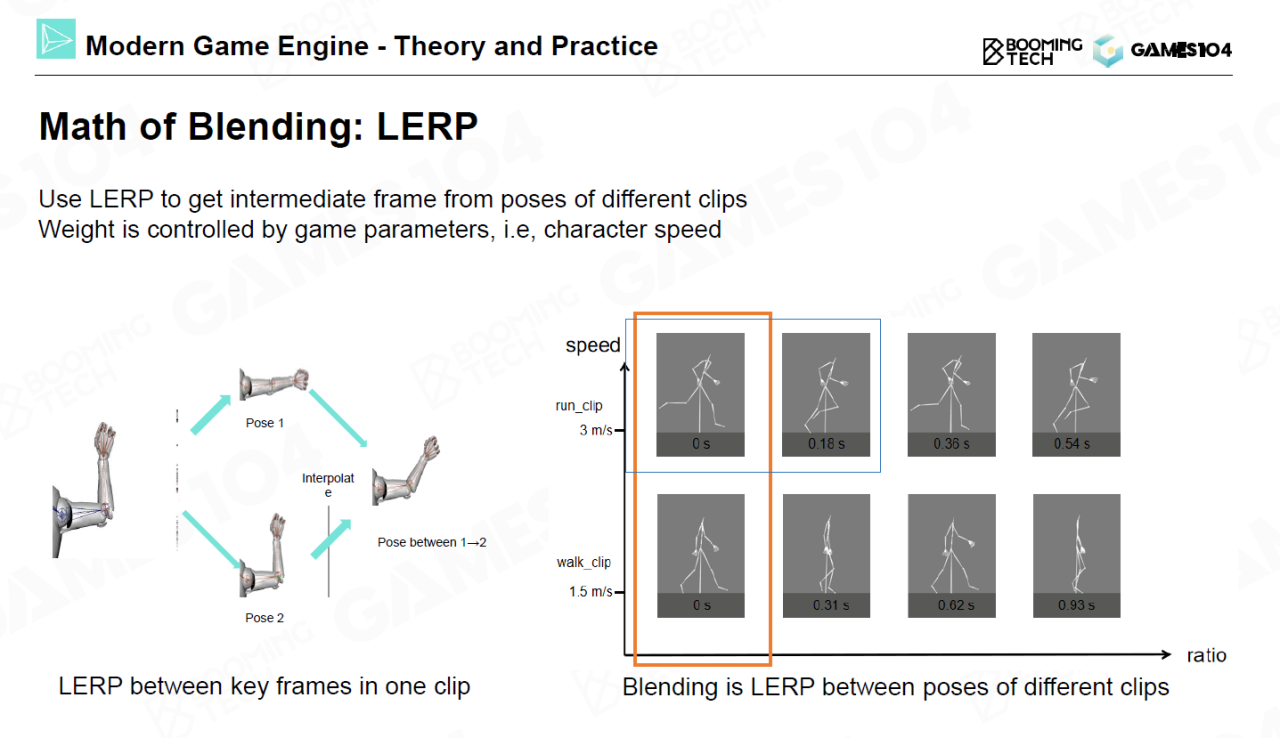 Modern Game Engine - Theory and Practice
BOOMING
TECH
GAMES104
Math of Blending: LERP
Use LERP to get intermediate frame from poses of different clips
Weight is controlled by game parameters, i.e, character speed
Pose 1
Interpolat
e
Pose between 1→2
Pose 2
LERP between key frames in one clip
speed
run_clip
3 m/s
0 s
0.18 s
0.36 s
0.54 s
walk_clip
1.5 m/s
0 s
0.31 s
0.62 s
0.93 s
ratio
Blending is LERP between poses of different clips